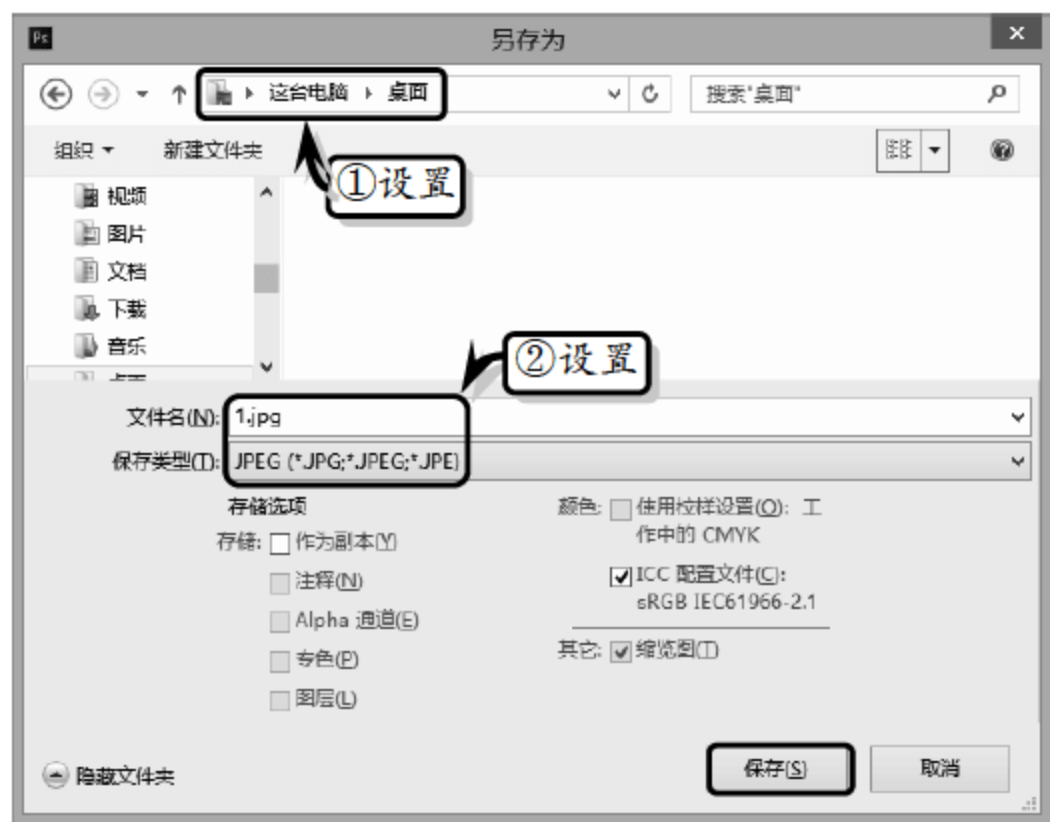 Ps 另存为
这台电脑 桌面 搜索"桌面"
组织 新建文件夹
①设置
视频
图片
文档
下载
音乐
②设置
文件名(N): 1.jpg
保存类型(T): JPEG (*.JPG;*.JPEG;*.JPE)
存储选项
存储: 作为副本(Y)
注释(N)
Alpha 通道(E)
专色(P)
图层(L)
颜色: 使用校样设置(O): 工
作中的 CMYK
ICC 配置文件(C):
sRGB IEC61966-2.1
其它: 缩览图(T)
隐藏文件夹 保存(S) 取消